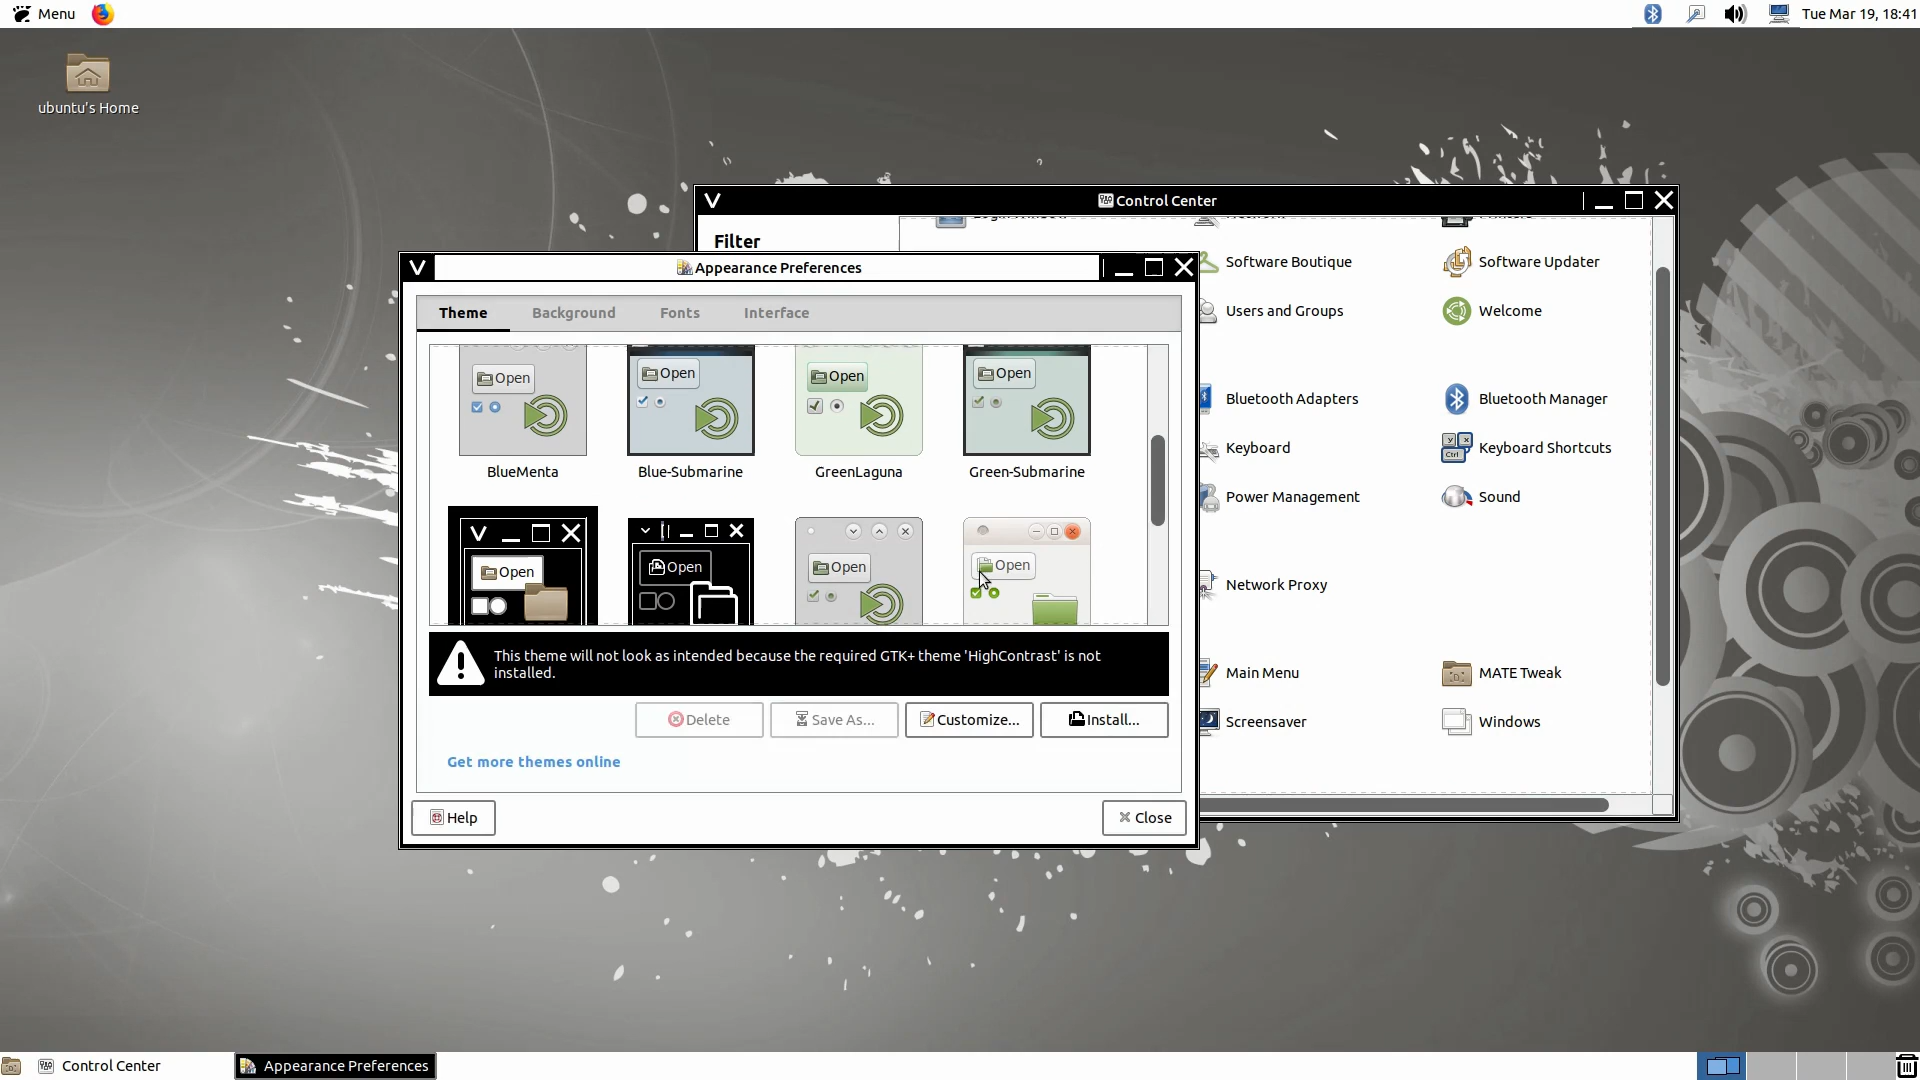 Menu
Tue Mar 19, 18:41
ubuntu's Home
Control Center
Filter
Software Boutique
Software Updater
Users and Groups
Welcome
Bluetooth Adapters
Bluetooth Manager
Keyboard
Keyboard Shortcuts
Power Management
Sound
Network Proxy
Main Menu
MATE Tweak
Screensaver
Windows
Appearance Preferences
Theme
Background
Fonts
Interface
Open
Open
Open
Open
BlueMenta
Blue-Submarine
GreenLaguna
Green-Submarine
Open
Open
Open
Open
This theme will not look as intended because the required GTK+ theme 'HighContrast' is not
installed.
Delete
Save As...
Customize...
Install...
Get more themes online
Help
Close
Control Center
Appearance Preferences